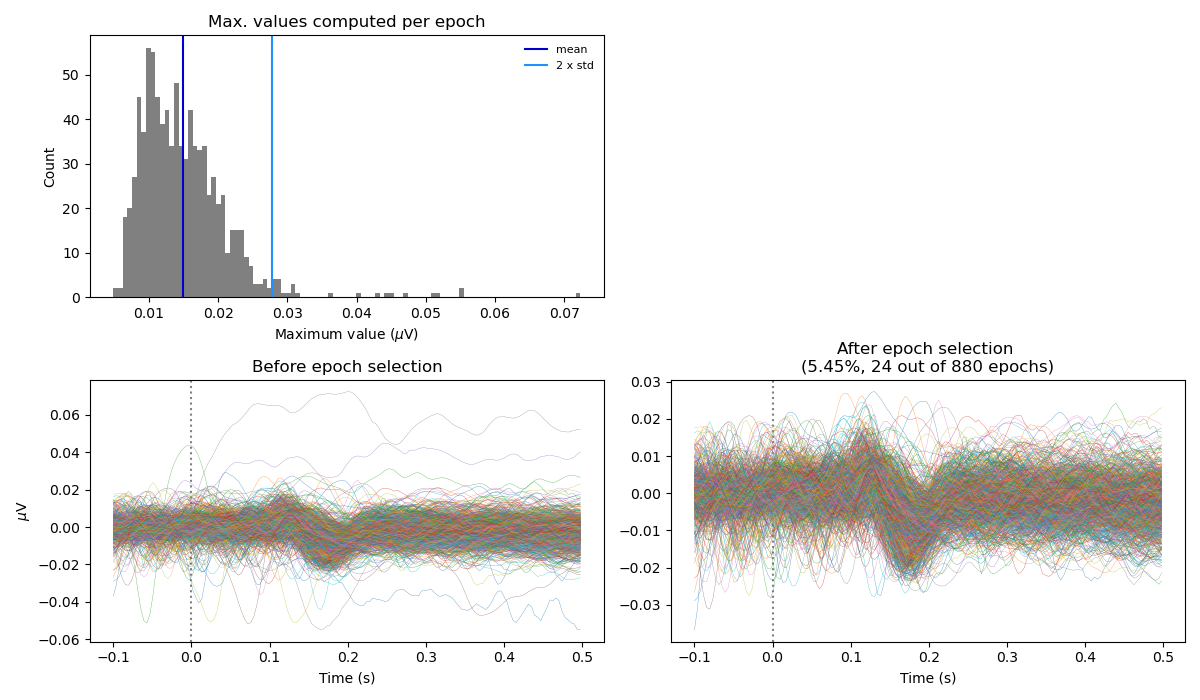 Max. values computed per epoch
Count
50
40
30
20
10
0
mean
2 x std
0.01 0.02 0.03 0.04 0.05 0.06 0.07
Maximum value (μV)
Before epoch selection
μV
0.06
0.04
0.02
0.00
−0.02
−0.04
−0.06
−0.1 0.0 0.1 0.2 0.3 0.4 0.5
Time (s)
After epoch selection
(5.45%, 24 out of 880 epochs)
0.03
0.02
0.01
0.00
−0.01
−0.02
−0.03
−0.1 0.0 0.1 0.2 0.3 0.4 0.5
Time (s)